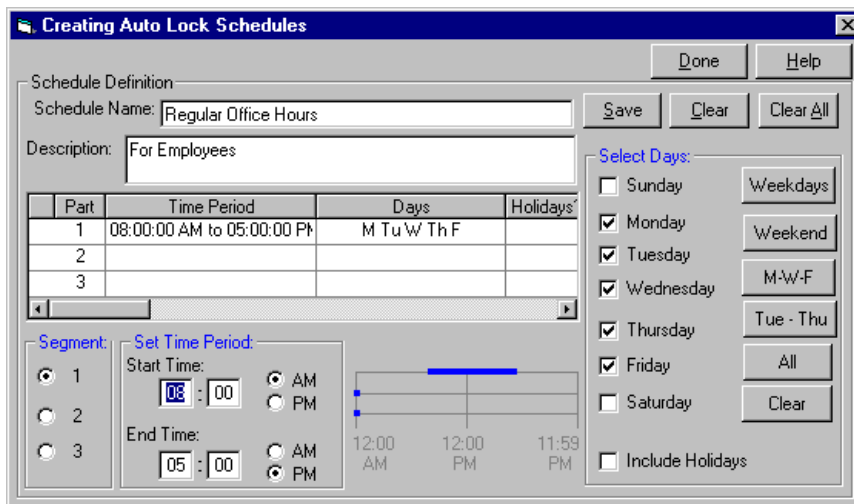 Creating Auto Lock Schedules
Done Help
Schedule Definition
Schedule Name: Regular Office Hours
Save Clear Clear All
Description: For Employees
Part Time Period Days Holidays?
1 08:00:00 AM to 05:00:00 PM M Tu W Th F
2
3
Select Days:
Sunday Weekdays
Monday Weekend
Tuesday
Wednesday M-W-F
Thursday Tue - Thu
Friday All
Saturday Clear
Include Holidays
Segment:
1
2
3
Set Time Period:
Start Time:
08 : 00 AM
PM
End Time:
05 : 00 AM
PM
12:00 AM 12:00 PM 11:59 PM